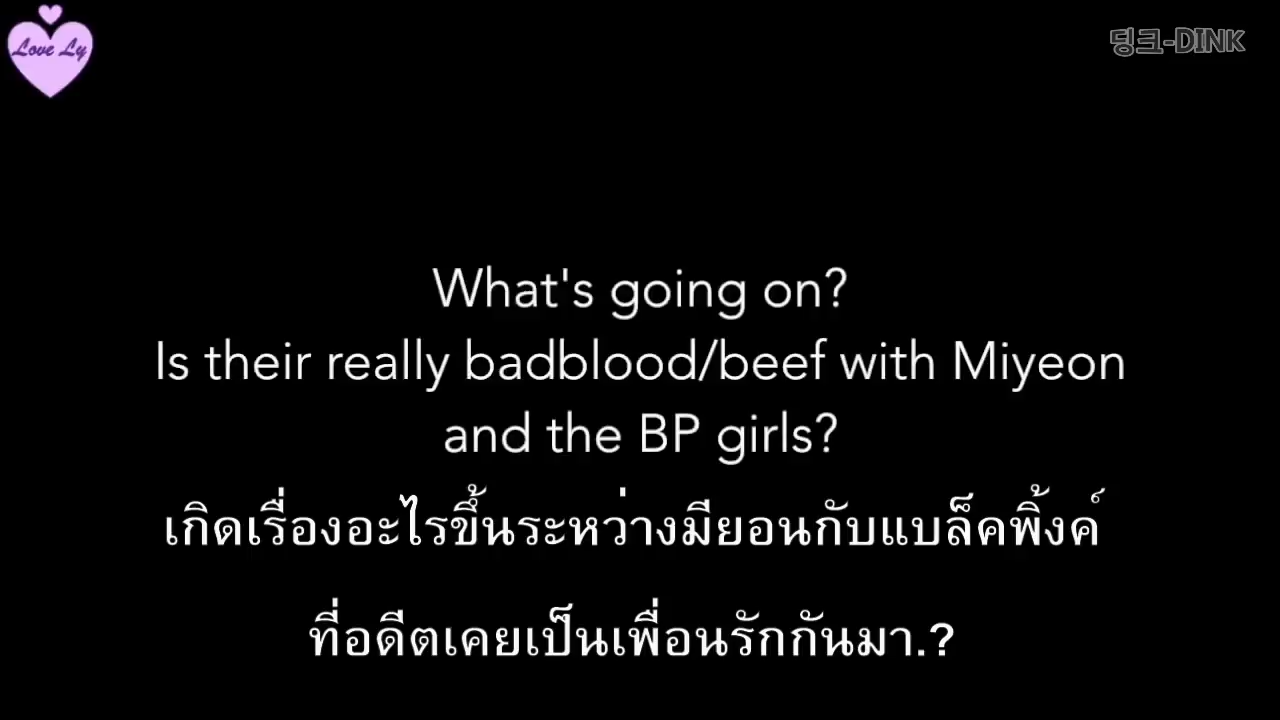 Love Ly
딩크-DINK
What's going on?
Is their really badblood/beef with Miyeon
and the BP girls?
เกิดเรื่องอะไรขึ้นระหว่างมียอนกับแบล็คพิ้งค์
ที่อดีตเคยเป็นเพื่อนรักกันมา.?